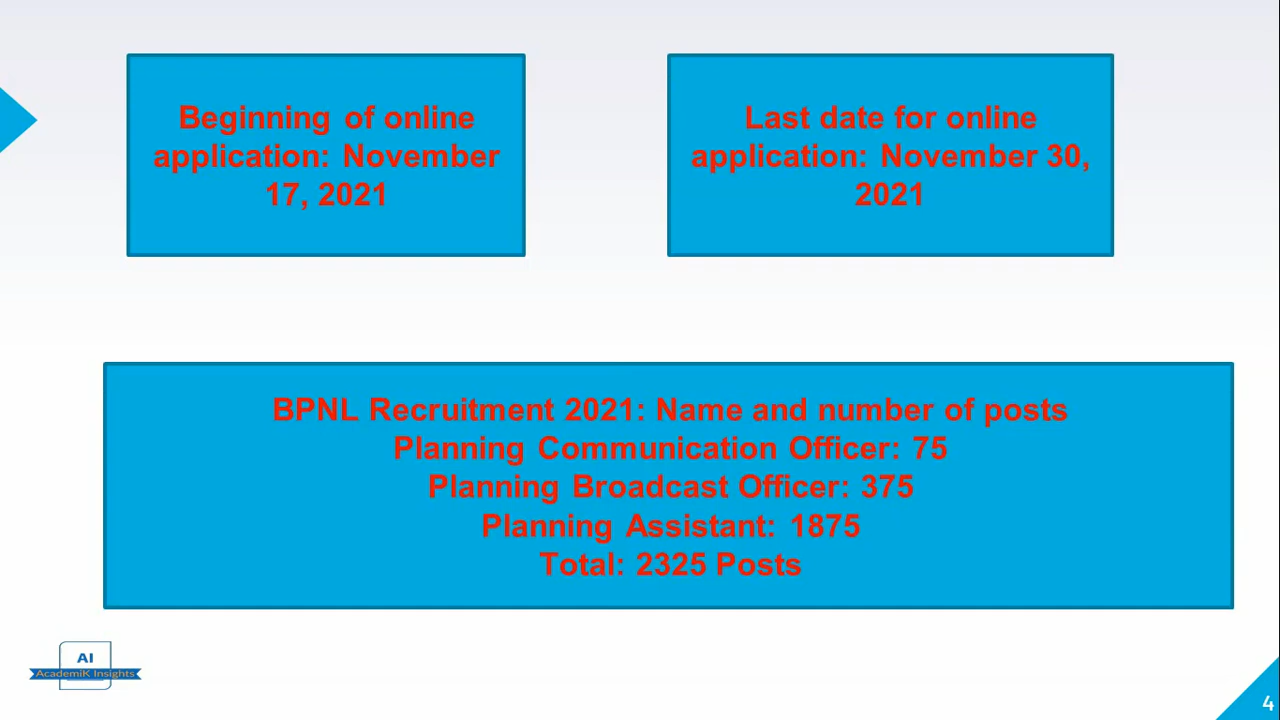 Beginning of online
application: November
17, 2021
Last date for online
application: November 30,
2021
BPNL Recruitment 2021: Name and number of posts
Planning Communication Officer: 75
Planning Broadcast Officer: 375
Planning Assistant: 1875
Total: 2325 Posts
AI
AcademiK Insights
4